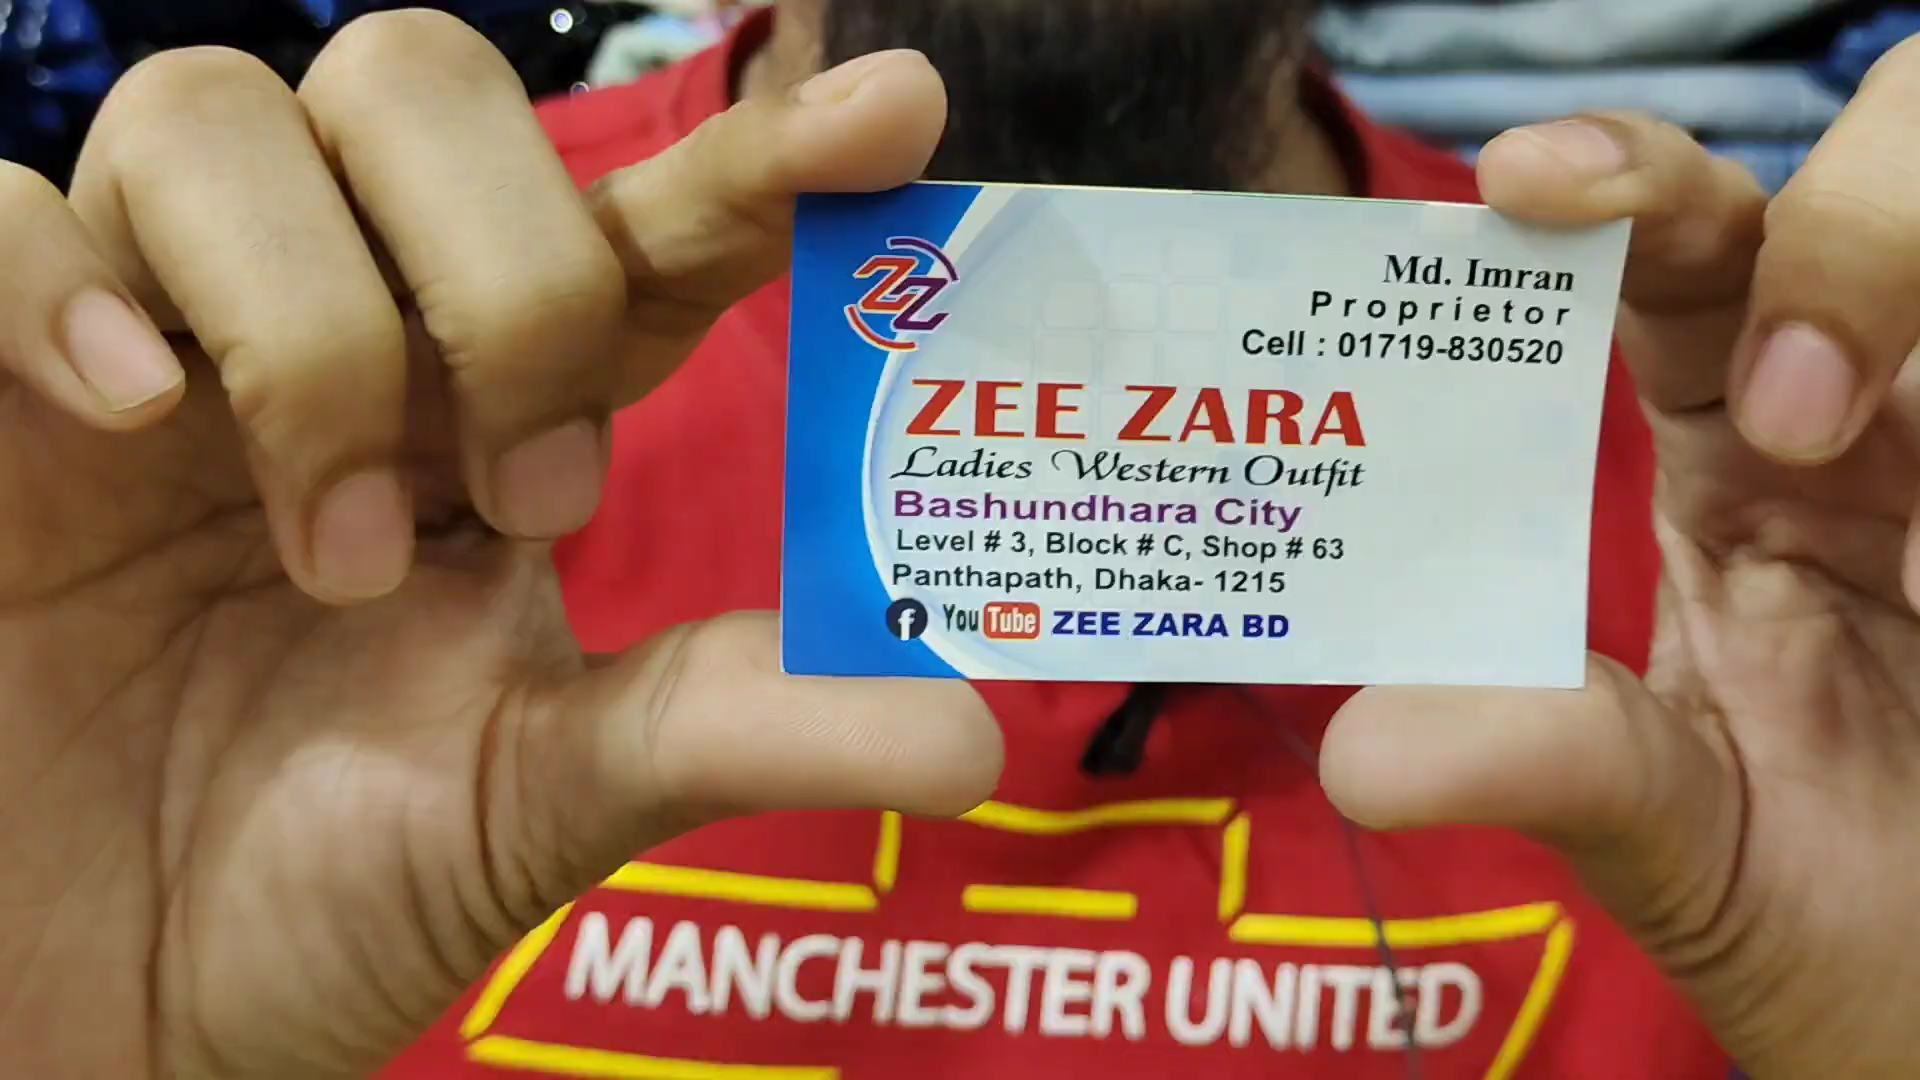 ZZ
Md. Imran
Proprietor
Cell : 01719-830520
ZEE ZARA
Ladies Western Outfit
Bashundhara City
Level # 3, Block # C, Shop # 63
Panthapath, Dhaka- 1215
f YouTube ZEE ZARA BD
MANCHESTER UNITED